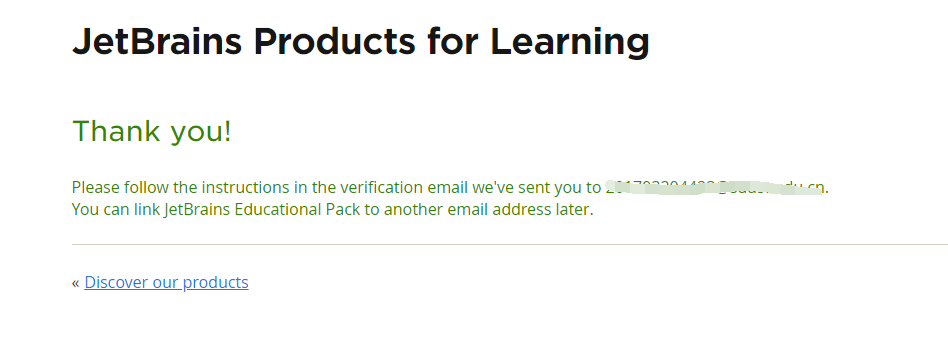 JetBrains Products for Learning
Thank you!
Please follow the instructions in the verification email we've sent you to
You can link JetBrains Educational Pack to another email address later.
« Discover our products